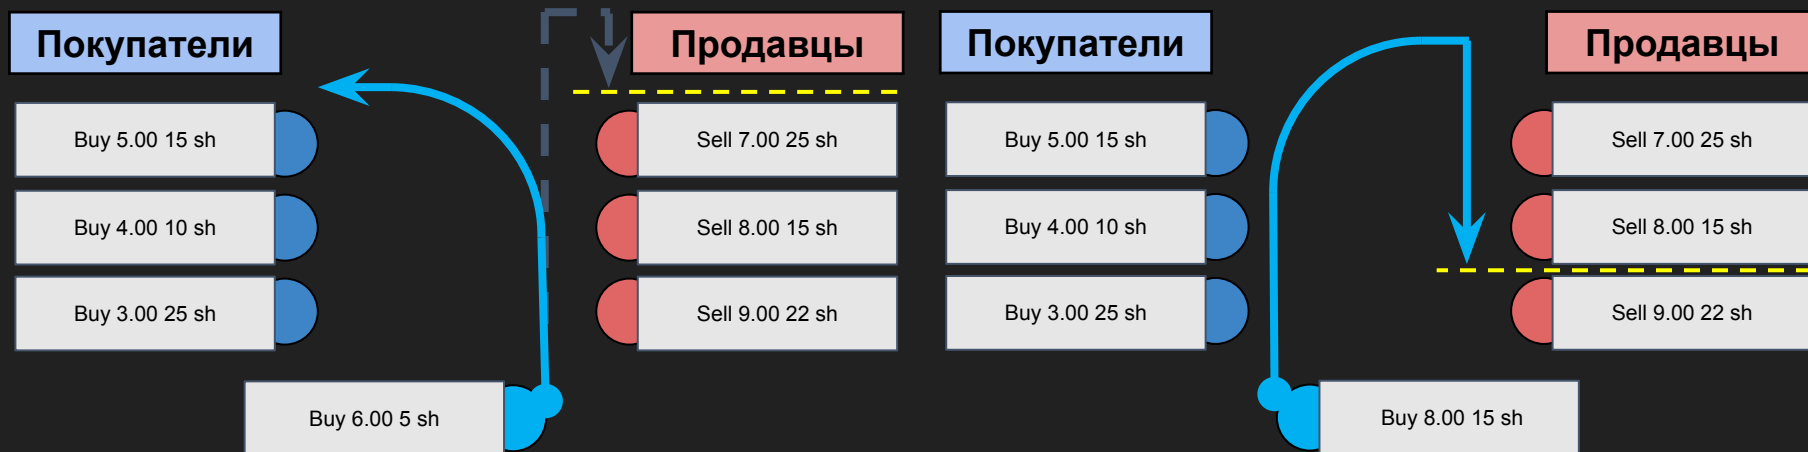 Покупатели
Продавцы
Buy 5.00 15 sh
Sell 7.00 25 sh
Buy 4.00 10 sh
Sell 8.00 15 sh
Buy 3.00 25 sh
Sell 9.00 22 sh
Buy 6.00 5 sh
Покупатели
Продавцы
Buy 5.00 15 sh
Sell 7.00 25 sh
Buy 4.00 10 sh
Sell 8.00 15 sh
Buy 3.00 25 sh
Sell 9.00 22 sh
Buy 8.00 15 sh